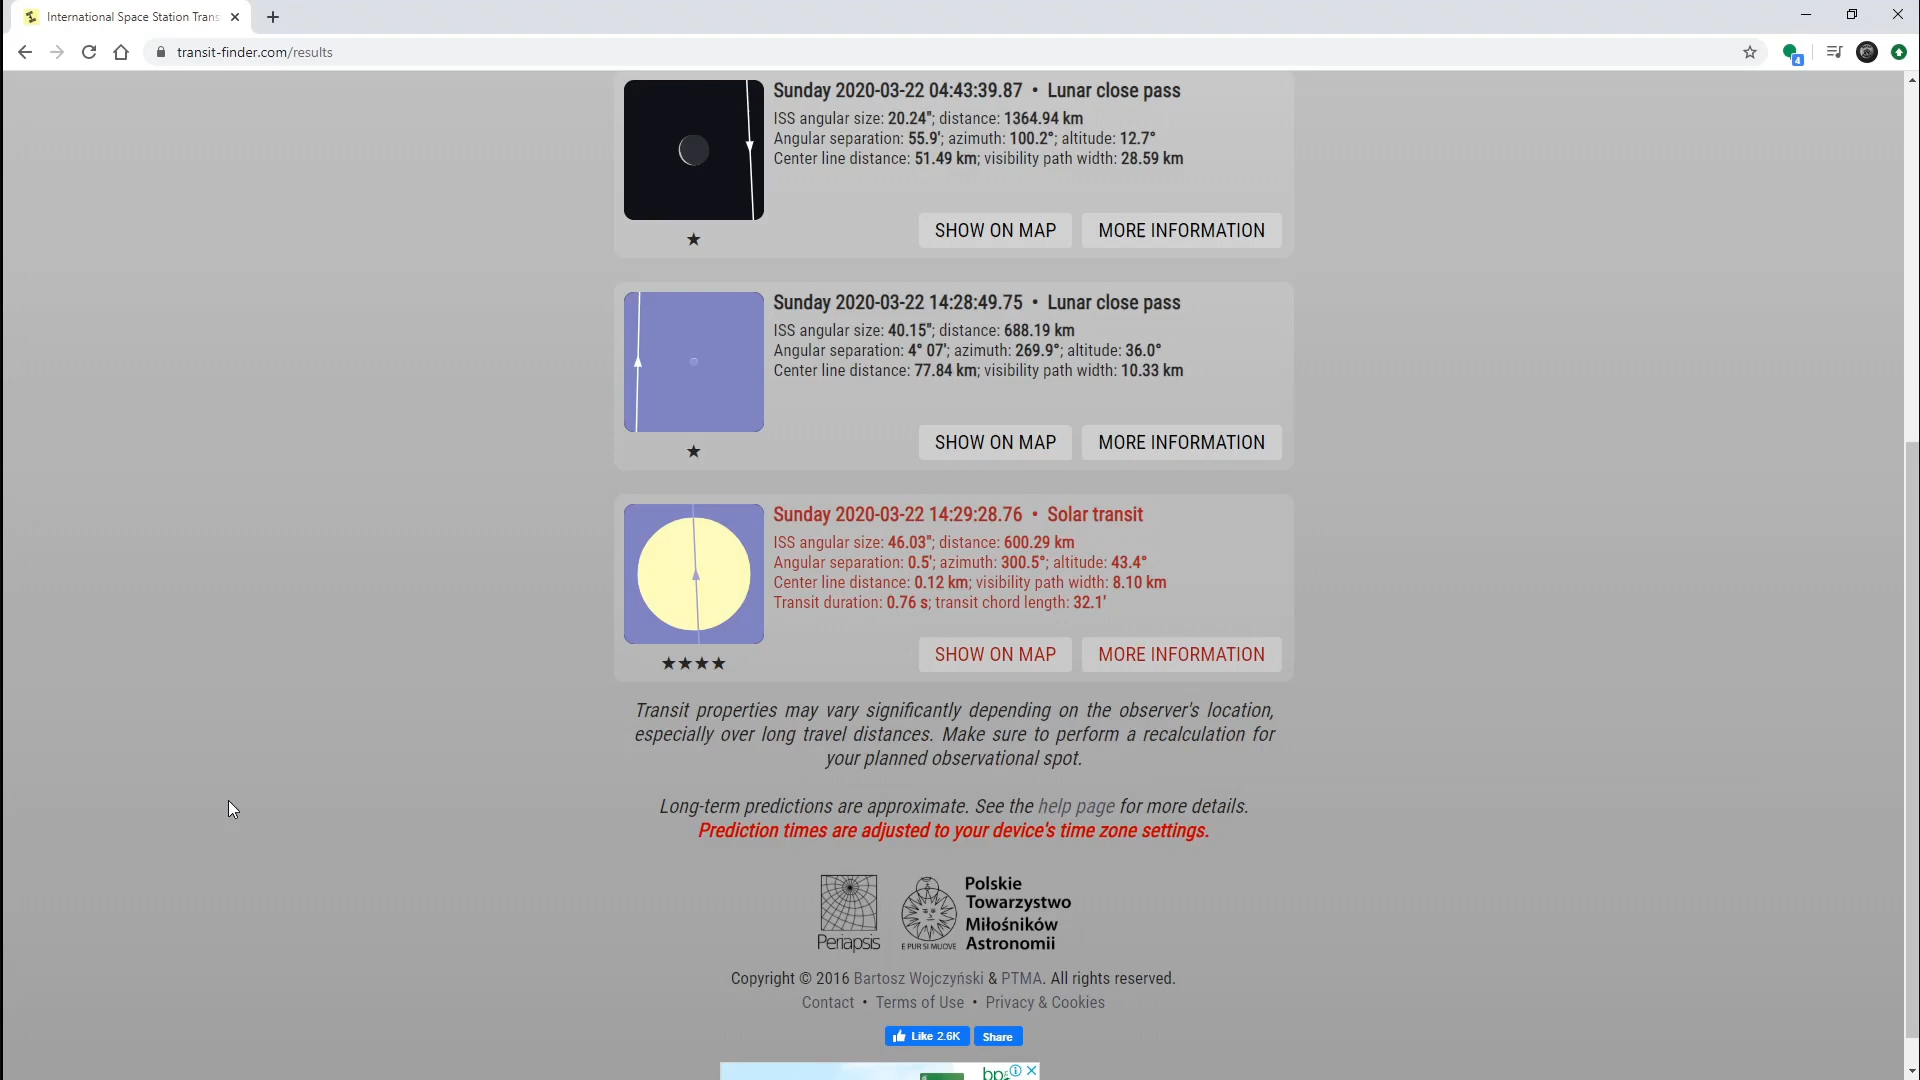 International Space Station Trans
transit-finder.com/results
4
Sunday 2020-03-22 04:43:39.87 • Lunar close pass
ISS angular size: 20.24"; distance: 1364.94 km
Angular separation: 55.9'; azimuth: 100.2°; altitude: 12.7°
Center line distance: 51.49 km; visibility path width: 28.59 km
★
SHOW ON MAP
MORE INFORMATION
Sunday 2020-03-22 14:28:49.75 • Lunar close pass
ISS angular size: 40.15"; distance: 688.19 km
Angular separation: 4° 07'; azimuth: 269.9°; altitude: 36.0°
Center line distance: 77.84 km; visibility path width: 10.33 km
★
SHOW ON MAP
MORE INFORMATION
Sunday 2020-03-22 14:29:28.76 • Solar transit
ISS angular size: 46.03"; distance: 600.29 km
Angular separation: 0.5'; azimuth: 300.5°; altitude: 43.4°
Center line distance: 0.12 km; visibility path width: 8.10 km
Transit duration: 0.76 s; transit chord length: 32.1'
★★★★
SHOW ON MAP
MORE INFORMATION
Transit properties may vary significantly depending on the observer's location,
especially over long travel distances. Make sure to perform a recalculation for
your planned observational spot.
Long-term predictions are approximate. See the help page for more details.
Prediction times are adjusted to your device's time zone settings.
Periapsis
E PUR SI MUOVE
Polskie
Towarzystwo
Miłośników
Astronomii
Copyright © 2016 Bartosz Wojczyński & PTMA. All rights reserved.
Contact • Terms of Use • Privacy & Cookies
Like 2.6K
Share